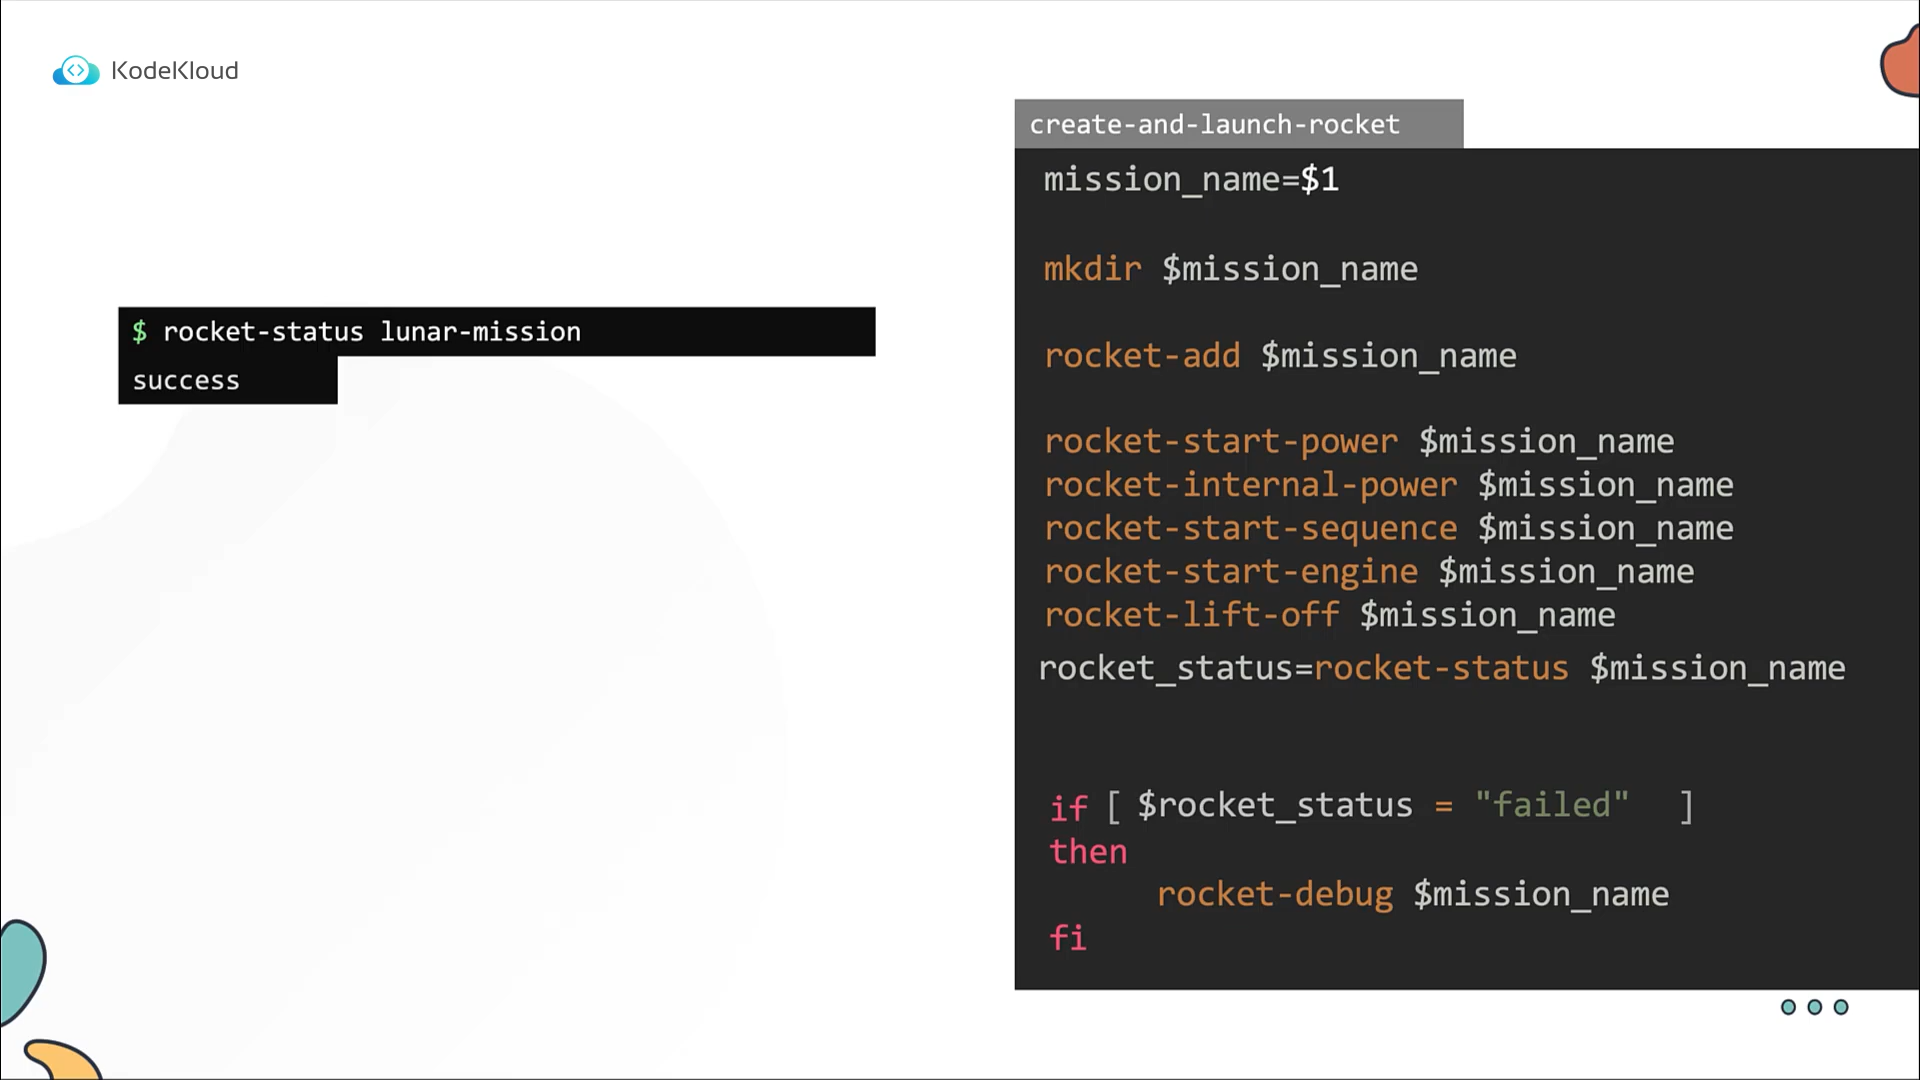 KodeKloud
$ rocket-status lunar-mission
success
create-and-launch-rocket
mission_name=$1
mkdir $mission_name
rocket-add $mission_name
rocket-start-power $mission_name
rocket-internal-power $mission_name
rocket-start-sequence $mission_name
rocket-start-engine $mission_name
rocket-lift-off $mission_name
rocket_status=rocket-status $mission_name
if [ $rocket_status = "failed" ]
then
rocket-debug $mission_name
fi